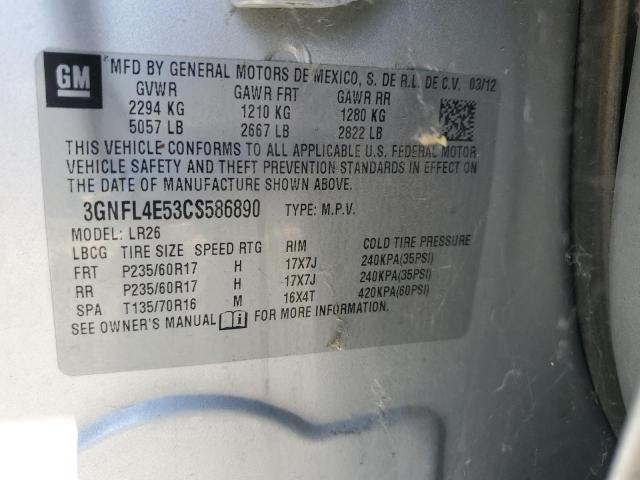 GM MFD BY GENERAL MOTORS DE MEXICO, S. DE R.L. DE C.V. 03/12
GVWR GAWR FRT GAWR RR
2294 KG 1210 KG 1280 KG
5057 LB 2667 LB 2822 LB
THIS VEHICLE CONFORMS TO ALL APPLICABLE U.S. FEDERAL MOTOR
VEHICLE SAFETY AND THEFT PREVENTION STANDARDS IN EFFECT ON
THE DATE OF MANUFACTURE SHOWN ABOVE.
3GNFL4E53CS586890 TYPE: M.P.V.
MODEL: LR26
LBCG TIRE SIZE SPEED RTG RIM COLD TIRE PRESSURE
FRT P235/60R17 H 17X7J 240KPA(35PSI)
RR P235/60R17 H 17X7J 240KPA(35PSI)
SPA T135/70R16 M 16X4T 420KPA(60PSI)
SEE OWNER'S MANUAL FOR MORE INFORMATION.